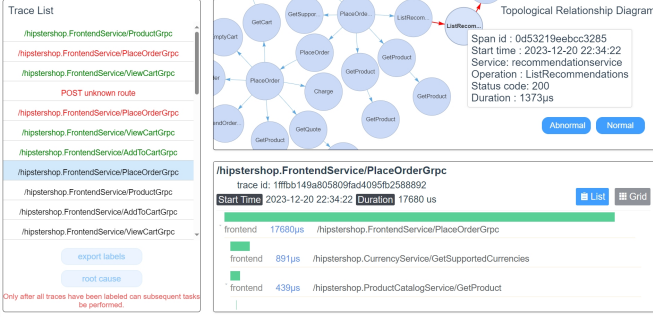 Trace List
/hipstershop.FrontendService/ProductGrpc
/hipstershop.FrontendService/PlaceOrderGrpc
/hipstershop.FrontendService/ViewCartGrpc
POST unknown route
/hipstershop.FrontendService/PlaceOrderGrpc
/hipstershop.FrontendService/ViewCartGrpc
/hipstershop.FrontendService/AddToCartGrpc
/hipstershop.FrontendService/PlaceOrderGrpc
/hipstershop.FrontendService/ProductGrpc
/hipstershop.FrontendService/AddToCartGrpc
/hipstershop.FrontendService/ViewCartGrpc
export labels
root cause
Only after all traces have been labeled can subsequent tasks
be performed.
Topological Relationship Diagram
GetCart
GetSuppor...
PlaceOrde...
ListRecom...
ListRecom...
mptyCart
PlaceOrder
GetProduct
PlaceOrder
Charge
GetProduct
GetProduct
ndOrder...
GetProduct
GetQuote
GetProduct
Span id : 0d53219eebcc3285
Start time : 2023-12-20 22:34:22
Service: recommendationservice
Operation : ListRecommendations
Status code: 200
Duration : 1373μs
Abnormal
Normal
/hipstershop.FrontendService/PlaceOrderGrpc
trace id: 1fffbb149a805809fad4095fb2588892
Start Time 2023-12-20 22:34:22 Duration 17680 us
List
Grid
frontend 17680μs /hipstershop.FrontendService/PlaceOrderGrpc
frontend 891μs /hipstershop.CurrencyService/GetSupportedCurrencies
frontend 439μs /hipstershop.ProductCatalogService/GetProduct